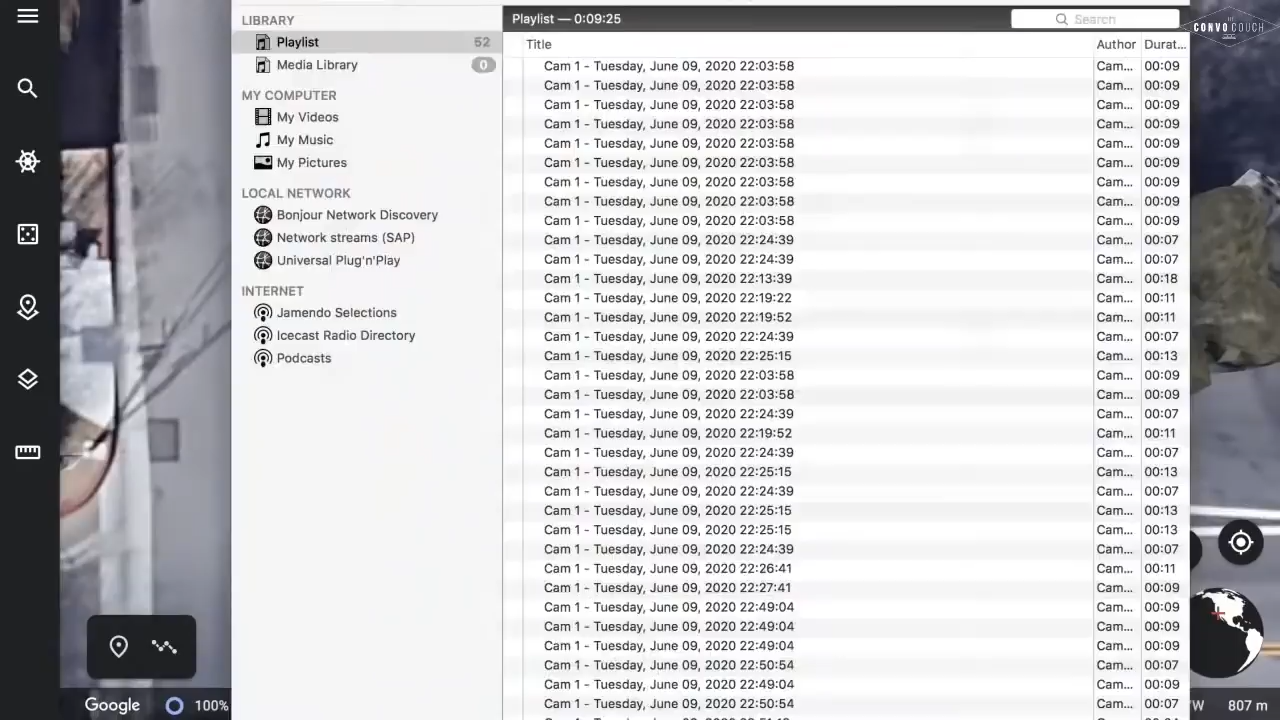 LIBRARY
Playlist 52
Media Library 0
MY COMPUTER
My Videos
My Music
My Pictures
LOCAL NETWORK
Bonjour Network Discovery
Network streams (SAP)
Universal Plug'n'Play
INTERNET
Jamendo Selections
Icecast Radio Directory
Podcasts
Playlist — 0:09:25
Search
THE CONVO COUCH
Title Author Durat...
Cam 1 - Tuesday, June 09, 2020 22:03:58 Cam... 00:09
Cam 1 - Tuesday, June 09, 2020 22:03:58 Cam... 00:09
Cam 1 - Tuesday, June 09, 2020 22:03:58 Cam... 00:09
Cam 1 - Tuesday, June 09, 2020 22:03:58 Cam... 00:09
Cam 1 - Tuesday, June 09, 2020 22:03:58 Cam... 00:09
Cam 1 - Tuesday, June 09, 2020 22:03:58 Cam... 00:09
Cam 1 - Tuesday, June 09, 2020 22:03:58 Cam... 00:09
Cam 1 - Tuesday, June 09, 2020 22:03:58 Cam... 00:09
Cam 1 - Tuesday, June 09, 2020 22:03:58 Cam... 00:09
Cam 1 - Tuesday, June 09, 2020 22:24:39 Cam... 00:07
Cam 1 - Tuesday, June 09, 2020 22:24:39 Cam... 00:07
Cam 1 - Tuesday, June 09, 2020 22:13:39 Cam... 00:18
Cam 1 - Tuesday, June 09, 2020 22:19:22 Cam... 00:11
Cam 1 - Tuesday, June 09, 2020 22:19:52 Cam... 00:11
Cam 1 - Tuesday, June 09, 2020 22:24:39 Cam... 00:07
Cam 1 - Tuesday, June 09, 2020 22:25:15 Cam... 00:13
Cam 1 - Tuesday, June 09, 2020 22:03:58 Cam... 00:09
Cam 1 - Tuesday, June 09, 2020 22:03:58 Cam... 00:09
Cam 1 - Tuesday, June 09, 2020 22:24:39 Cam... 00:07
Cam 1 - Tuesday, June 09, 2020 22:19:52 Cam... 00:11
Cam 1 - Tuesday, June 09, 2020 22:24:39 Cam... 00:07
Cam 1 - Tuesday, June 09, 2020 22:25:15 Cam... 00:13
Cam 1 - Tuesday, June 09, 2020 22:24:39 Cam... 00:07
Cam 1 - Tuesday, June 09, 2020 22:25:15 Cam... 00:13
Cam 1 - Tuesday, June 09, 2020 22:25:15 Cam... 00:13
Cam 1 - Tuesday, June 09, 2020 22:24:39 Cam... 00:07
Cam 1 - Tuesday, June 09, 2020 22:26:41 Cam... 00:11
Cam 1 - Tuesday, June 09, 2020 22:27:41 Cam... 00:09
Cam 1 - Tuesday, June 09, 2020 22:49:04 Cam... 00:09
Cam 1 - Tuesday, June 09, 2020 22:49:04 Cam... 00:09
Cam 1 - Tuesday, June 09, 2020 22:49:04 Cam... 00:09
Cam 1 - Tuesday, June 09, 2020 22:50:54 Cam... 00:07
Cam 1 - Tuesday, June 09, 2020 22:49:04 Cam... 00:09
Cam 1 - Tuesday, June 09, 2020 22:50:54 Cam... 00:07
Google 100%
W 807 m